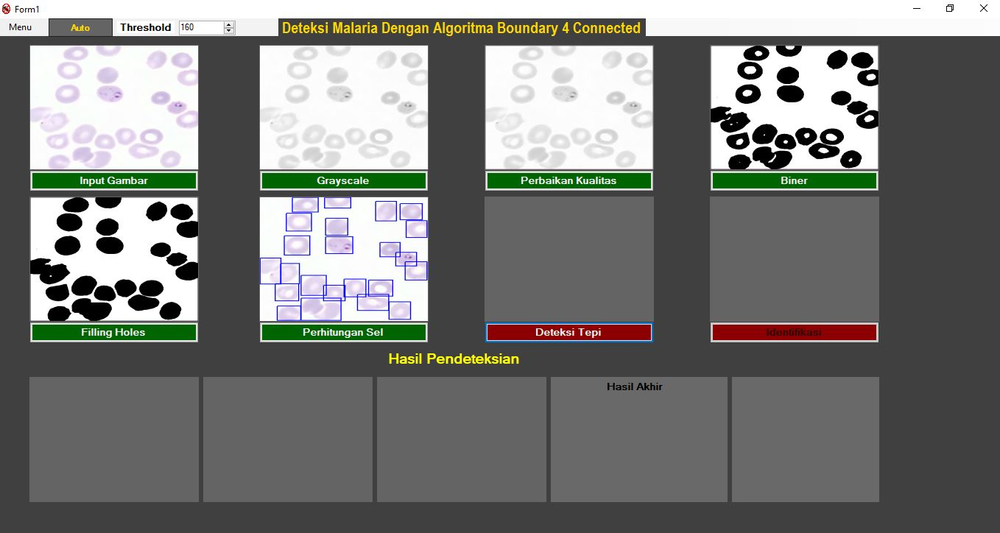 Form1
Menu
Auto
Threshold
160
Deteksi Malaria Dengan Algoritma Boundary 4 Connected
Input Gambar
Grayscale
Perbaikan Kualitas
Biner
Filling Holes
Perhitungan Sel
Deteksi Tepi
Identifikasi
Hasil Pendeteksian
Hasil Akhir